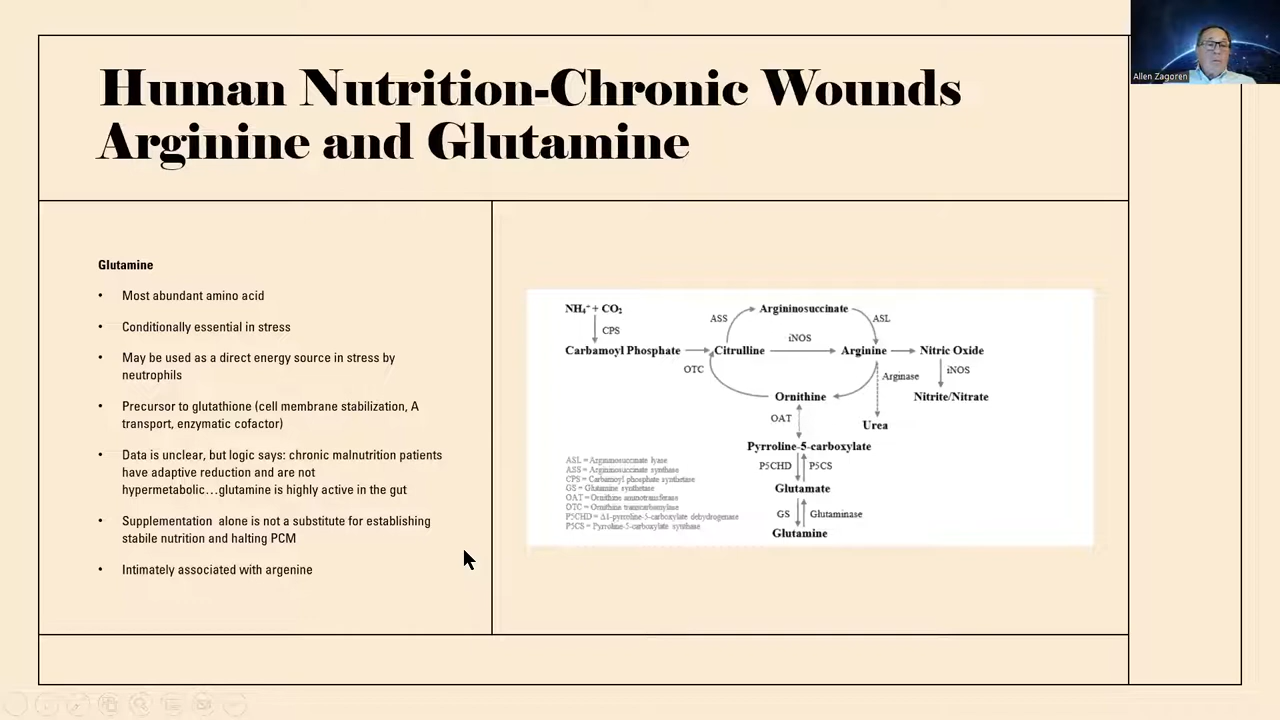 Allen Zagoren
Human Nutrition-Chronic Wounds
Arginine and Glutamine
Glutamine
• Most abundant amino acid
• Conditionally essential in stress
• May be used as a direct energy source in stress by
neutrophils
• Precursor to glutathione (cell membrane stabilization, A
transport, enzymatic cofactor)
• Data is unclear, but logic says: chronic malnutrition patients
have adaptive reduction and are not
hypermetabolic…glutamine is highly active in the gut
• Supplementation alone is not a substitute for establishing
stabile nutrition and halting PCM
• Intimately associated with argenine
NH₄⁺ + CO₂
Argininosuccinate
ASS
ASL
CPS
iNOS
Carbamoyl Phosphate
Citrulline
Arginine
Nitric Oxide
OTC
Arginase
iNOS
Ornithine
Nitrite/Nitrate
OAT
Urea
Pyrroline-5-carboxylate
P5CHD
P5CS
Glutamate
GS
Glutaminase
Glutamine
ASL = Argininosuccinate lyase
ASS = Argininosuccinate synthase
CPS = Carbamoyl phosphate synthetase
GS = Glutamine synthetase
OAT = Ornithine aminotransferase
OTC = Ornithine transcarbamylase
P5CHD = Δ1-pyrroline-5-carboxylate dehydrogenase
P5CS = Pyrroline-5-carboxylate synthase